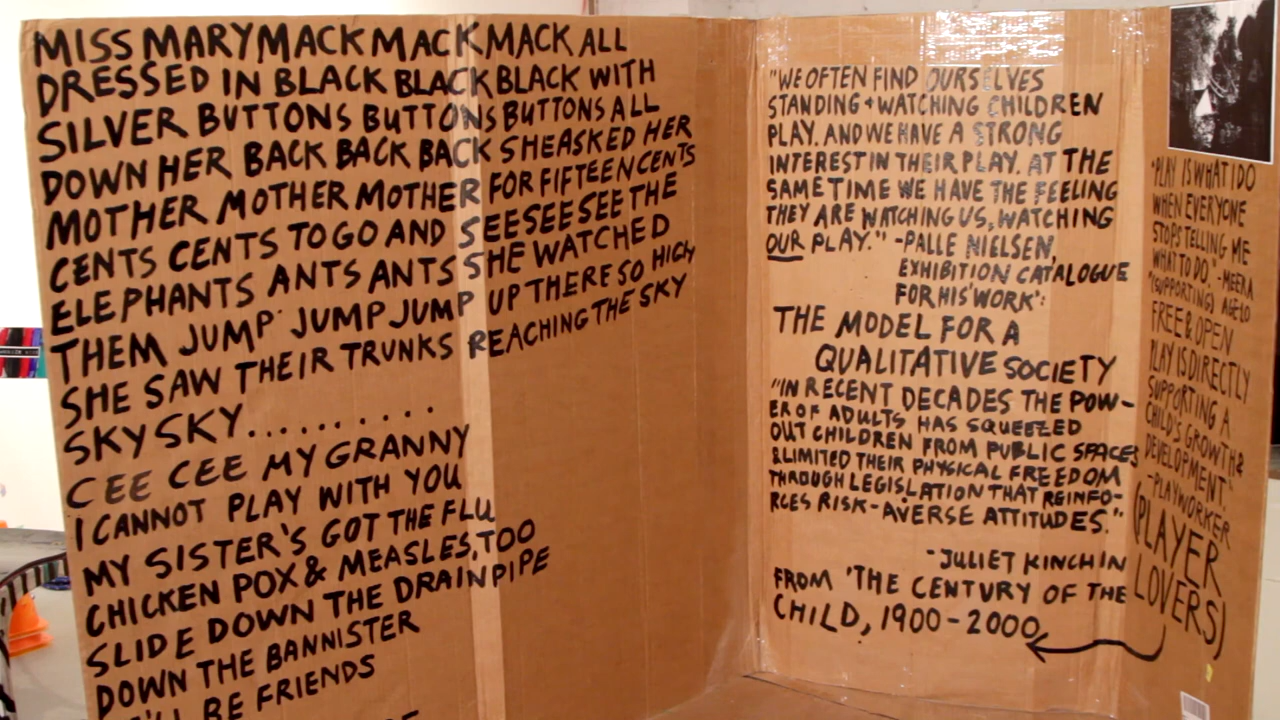 MISS MARY MACK MACK MACK ALL
DRESSED IN BLACK BLACK BLACK WITH
SILVER BUTTONS BUTTONS BUTTONS ALL
DOWN HER BACK BACK BACK SHE ASKED HER
MOTHER MOTHER MOTHER FOR FIFTEEN CENTS
CENTS CENTS TO GO AND SEE SEE SEE THE
ELEPHANTS ANTS ANTS SHE WATCHED
THEM JUMP JUMP JUMP UP THERE SO HIGH
SHE SAW THEIR TRUNKS REACHING THE SKY
SKY SKY..........
CEE CEE MY GRANNY
I CANNOT PLAY WITH YOU
MY SISTER'S GOT THE FLU
CHICKEN POX & MEASLES, TOO
SLIDE DOWN THE DRAINPIPE
DOWN THE BANNISTER
BE FRIENDS
"WE OFTEN FIND OURSELVES
STANDING + WATCHING CHILDREN
PLAY. AND WE HAVE A STRONG
INTEREST IN THEIR PLAY. AT THE
SAME TIME WE HAVE THE FEELING
THEY ARE WATCHING US, WATCHING
OUR PLAY." -PALLE NIELSEN,
EXHIBITION CATALOGUE
FOR HIS 'WORK':
THE MODEL FOR A
QUALITATIVE SOCIETY
"IN RECENT DECADES THE POW-
ER OF ADULTS HAS SQUEEZED
OUT CHILDREN FROM PUBLIC SPACES
& LIMITED THEIR PHYSICAL FREEDOM
THROUGH LEGISLATION THAT REINFO-
RCES RISK-AVERSE ATTITUDES."
-JULIET KINCHIN
FROM 'THE CENTURY OF THE
CHILD, 1900-2000
"PLAY IS WHAT I DO
WHEN EVERYONE
STOPS TELLING ME
WHAT TO DO." -MEERA
"(SUPPORTING) AGE 10
FREE & OPEN
PLAY IS DIRECTLY
SUPPORTING A
CHILD'S GROWTH &
DEVELOPMENT"
-PLAYWORKER
(PLAYER
LOVERS)